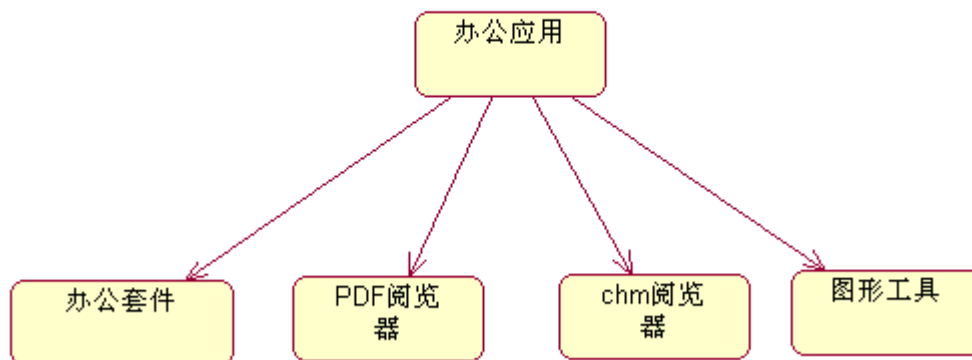 办公应用
办公套件
PDF阅览
器
chm阅览
器
图形工具